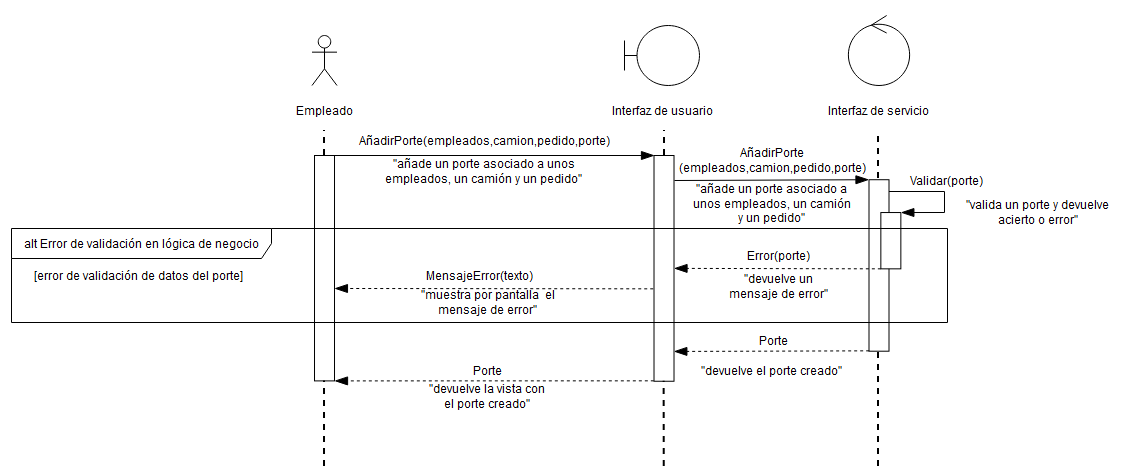 Empleado
Interfaz de usuario
Interfaz de servicio
AñadirPorte(empleados,camion,pedido,porte)
"añade un porte asociado a unos
empleados, un camión y un pedido"
AñadirPorte
(empleados,camion,pedido,porte)
"añade un porte asociado a
unos empleados, un camión
y un pedido"
Validar(porte)
"valida un porte y devuelve
acierto o error"
alt Error de validación en lógica de negocio
[error de validación de datos del porte]
Error(porte)
"devuelve un
mensaje de error"
MensajeError(texto)
"muestra por pantalla el
mensaje de error"
Porte
"devuelve el porte creado"
Porte
"devuelve la vista con
el porte creado"